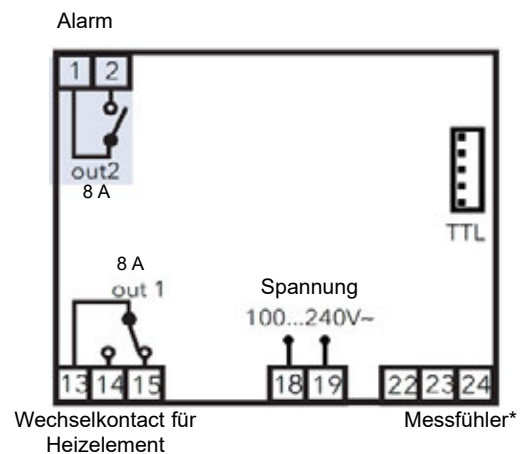 Alarm
1 2
out2
8 A
TTL
8 A
out 1
Spannung
100...240V~
13 14 15 18 19 22 23 24
Wechselkontact für
Heizelement
Messfühler*